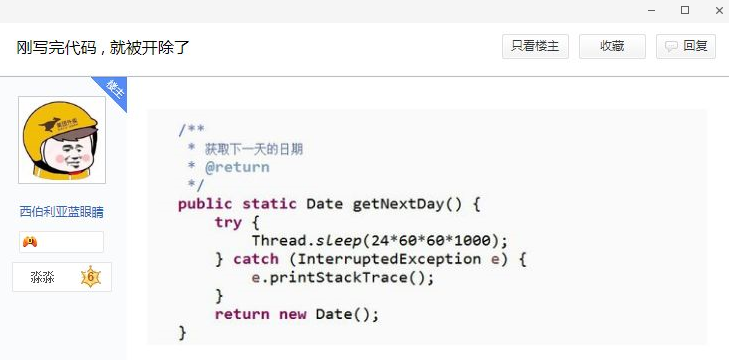 刚写完代码 , 就被开除了
只看楼主
收藏
回复
楼主
美团外卖
西伯利亚蓝眼睛
淼淼
6
/**
* 获取下一天的日期
* @return
*/
public static Date getNextDay() {
try {
Thread.sleep(24*60*60*1000);
} catch (InterruptedException e) {
e.printStackTrace();
}
return new Date();
}